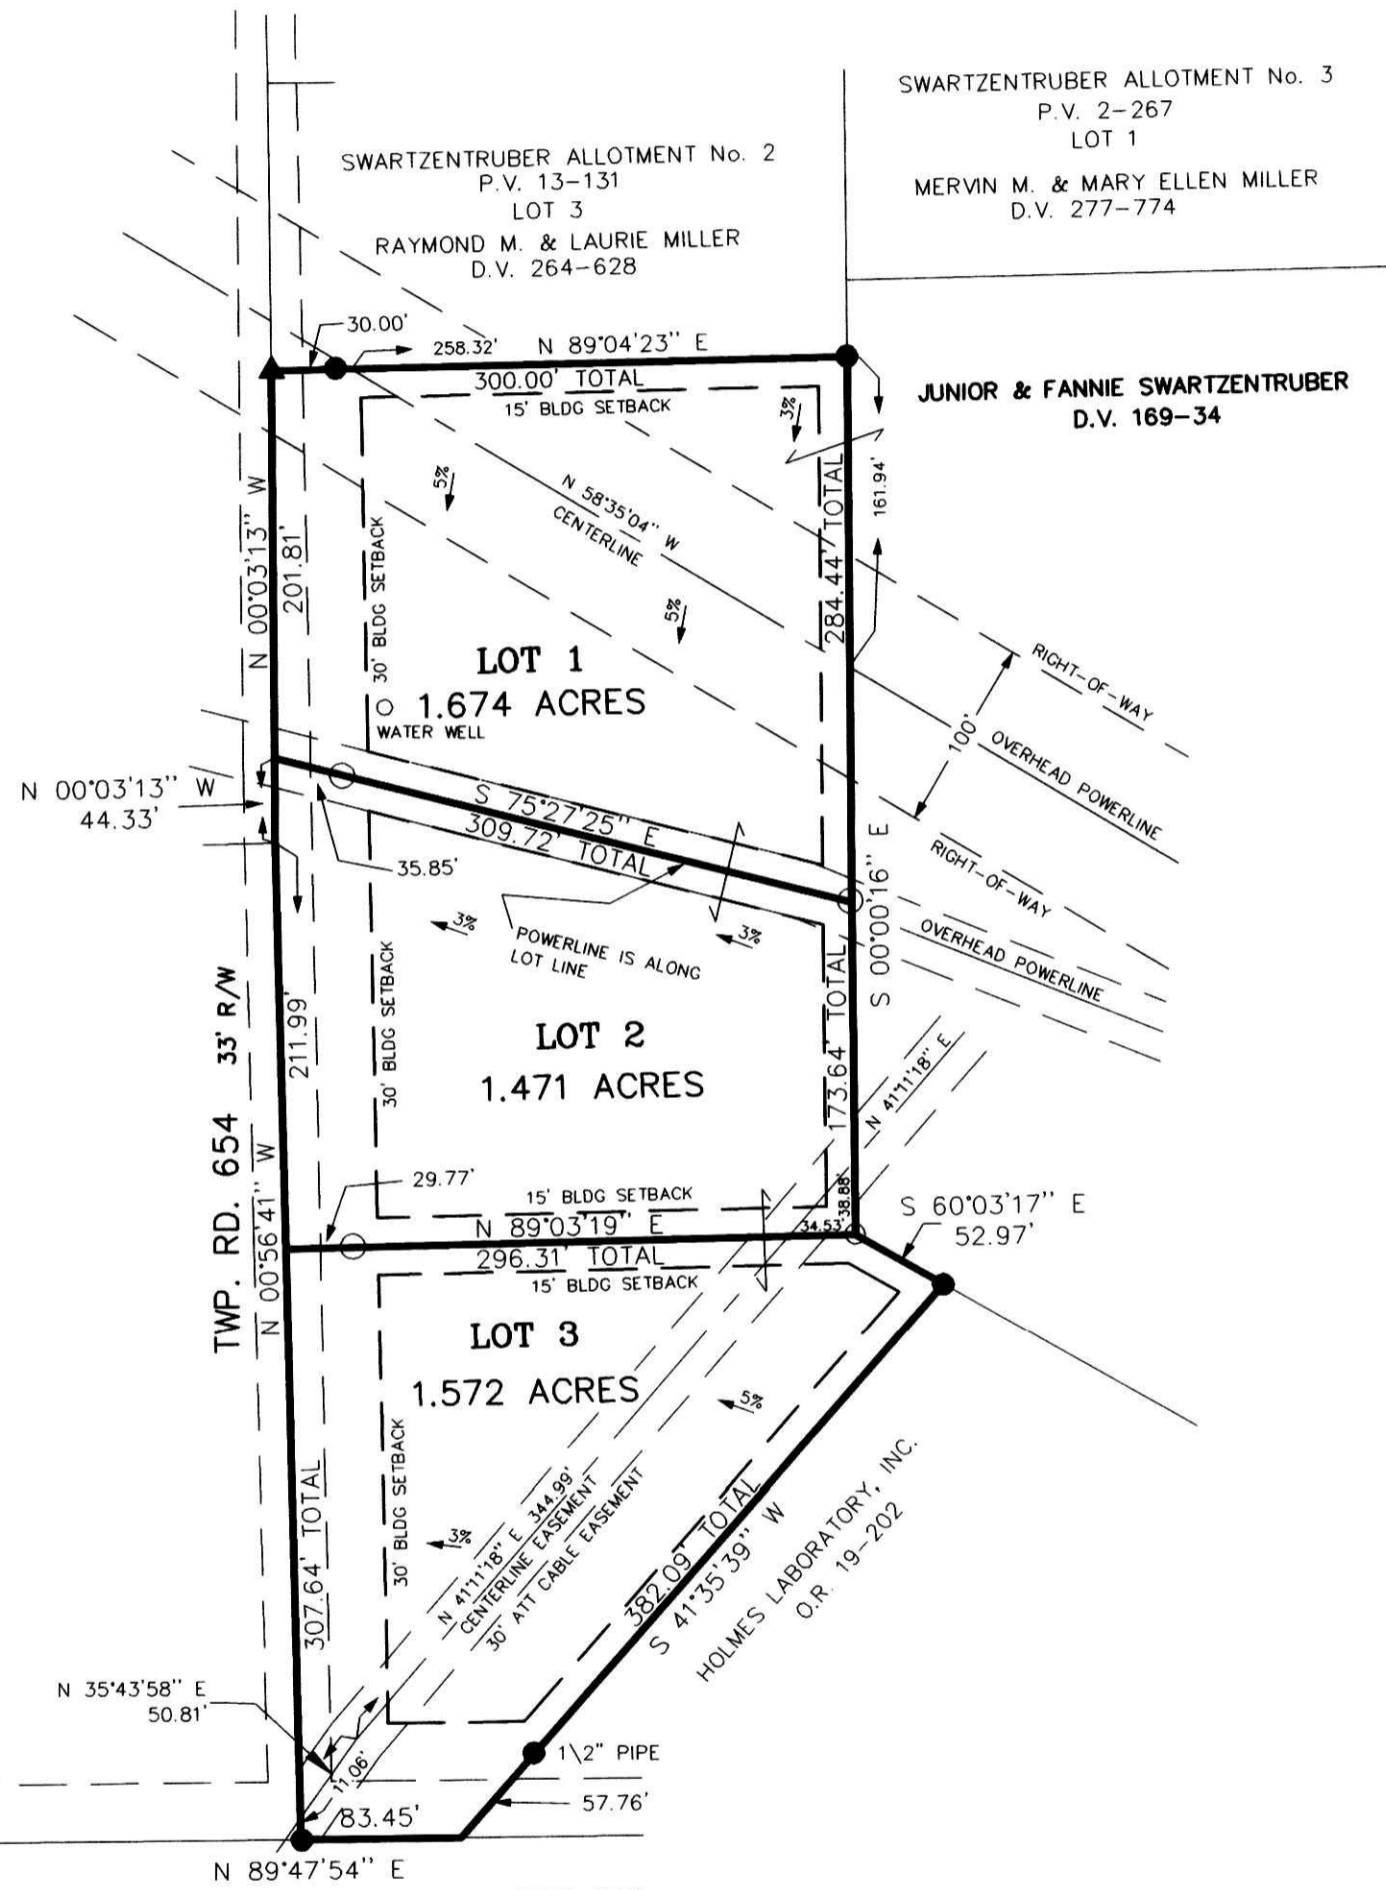 SWARTZENTRUBER ALLOTMENT No. 3
P.V. 2-267
LOT 1
MERVIN M. & MARY ELLEN MILLER
D.V. 277-774
SWARTZENTRUBER ALLOTMENT No. 2
P.V. 13-131
LOT 3
RAYMOND M. & LAURIE MILLER
D.V. 264-628
JUNIOR & FANNIE SWARTZENTRUBER
D.V. 169-34
30.00'
258.32'
N 89°04'23" E
300.00' TOTAL
15' BLDG SETBACK
3%
5%
N 58°35'04" W
CENTERLINE
284.44' TOTAL
161.94'
N 00°03'13" W
201.81'
30' BLDG SETBACK
5%
LOT 1
1.674 ACRES
WATER WELL
RIGHT-OF-WAY
100'
OVERHEAD POWERLINE
RIGHT-OF-WAY
OVERHEAD POWERLINE
N 00°03'13" W
44.33'
S 75°27'25" E
309.72' TOTAL
35.85'
S 00°00'16" E
3%
3%
POWERLINE IS ALONG
LOT LINE
30' BLDG SETBACK
LOT 2
1.471 ACRES
173.64' TOTAL
N 41°11'18" E
TWP. RD. 654 33' R/W
211.99'
N 00°56'41" W
29.77'
15' BLDG SETBACK
N 89°03'19" E
296.31' TOTAL
15' BLDG SETBACK
34.53'
38.88'
S 60°03'17" E
52.97'
LOT 3
1.572 ACRES
5%
30' BLDG SETBACK
3%
307.64' TOTAL
N 41°11'18" E 344.99'
CENTERLINE EASEMENT
30' ATT CABLE EASEMENT
382.09' TOTAL
S 41°35'39" W
HOLMES LABORATORY, INC.
O.R. 19-202
N 35°43'58" E
50.81'
11.06'
1\2" PIPE
57.76'
83.45'
N 89°47'54" E